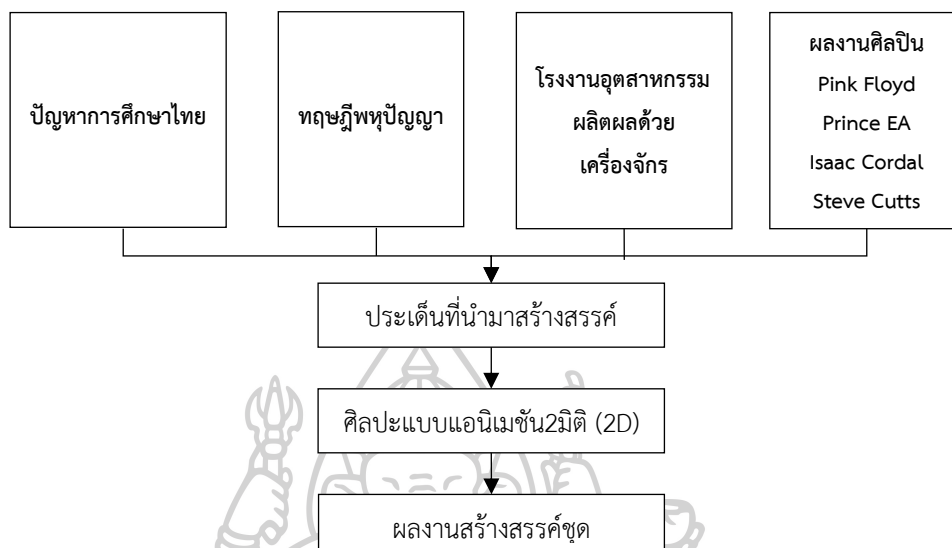 ปัญหาการศึกษาไทย
ทฤษฎีพหุปัญญา
โรงงานอุตสาหกรรม
ผลิตผลด้วย
เครื่องจักร
ผลงานศิลปิน
Pink Floyd
Prince EA
Isaac Cordal
Steve Cutts
ประเด็นที่นำมาสร้างสรรค์
ศิลปะแบบแอนิเมชัน2มิติ (2D)
ผลงานสร้างสรรค์ชุด